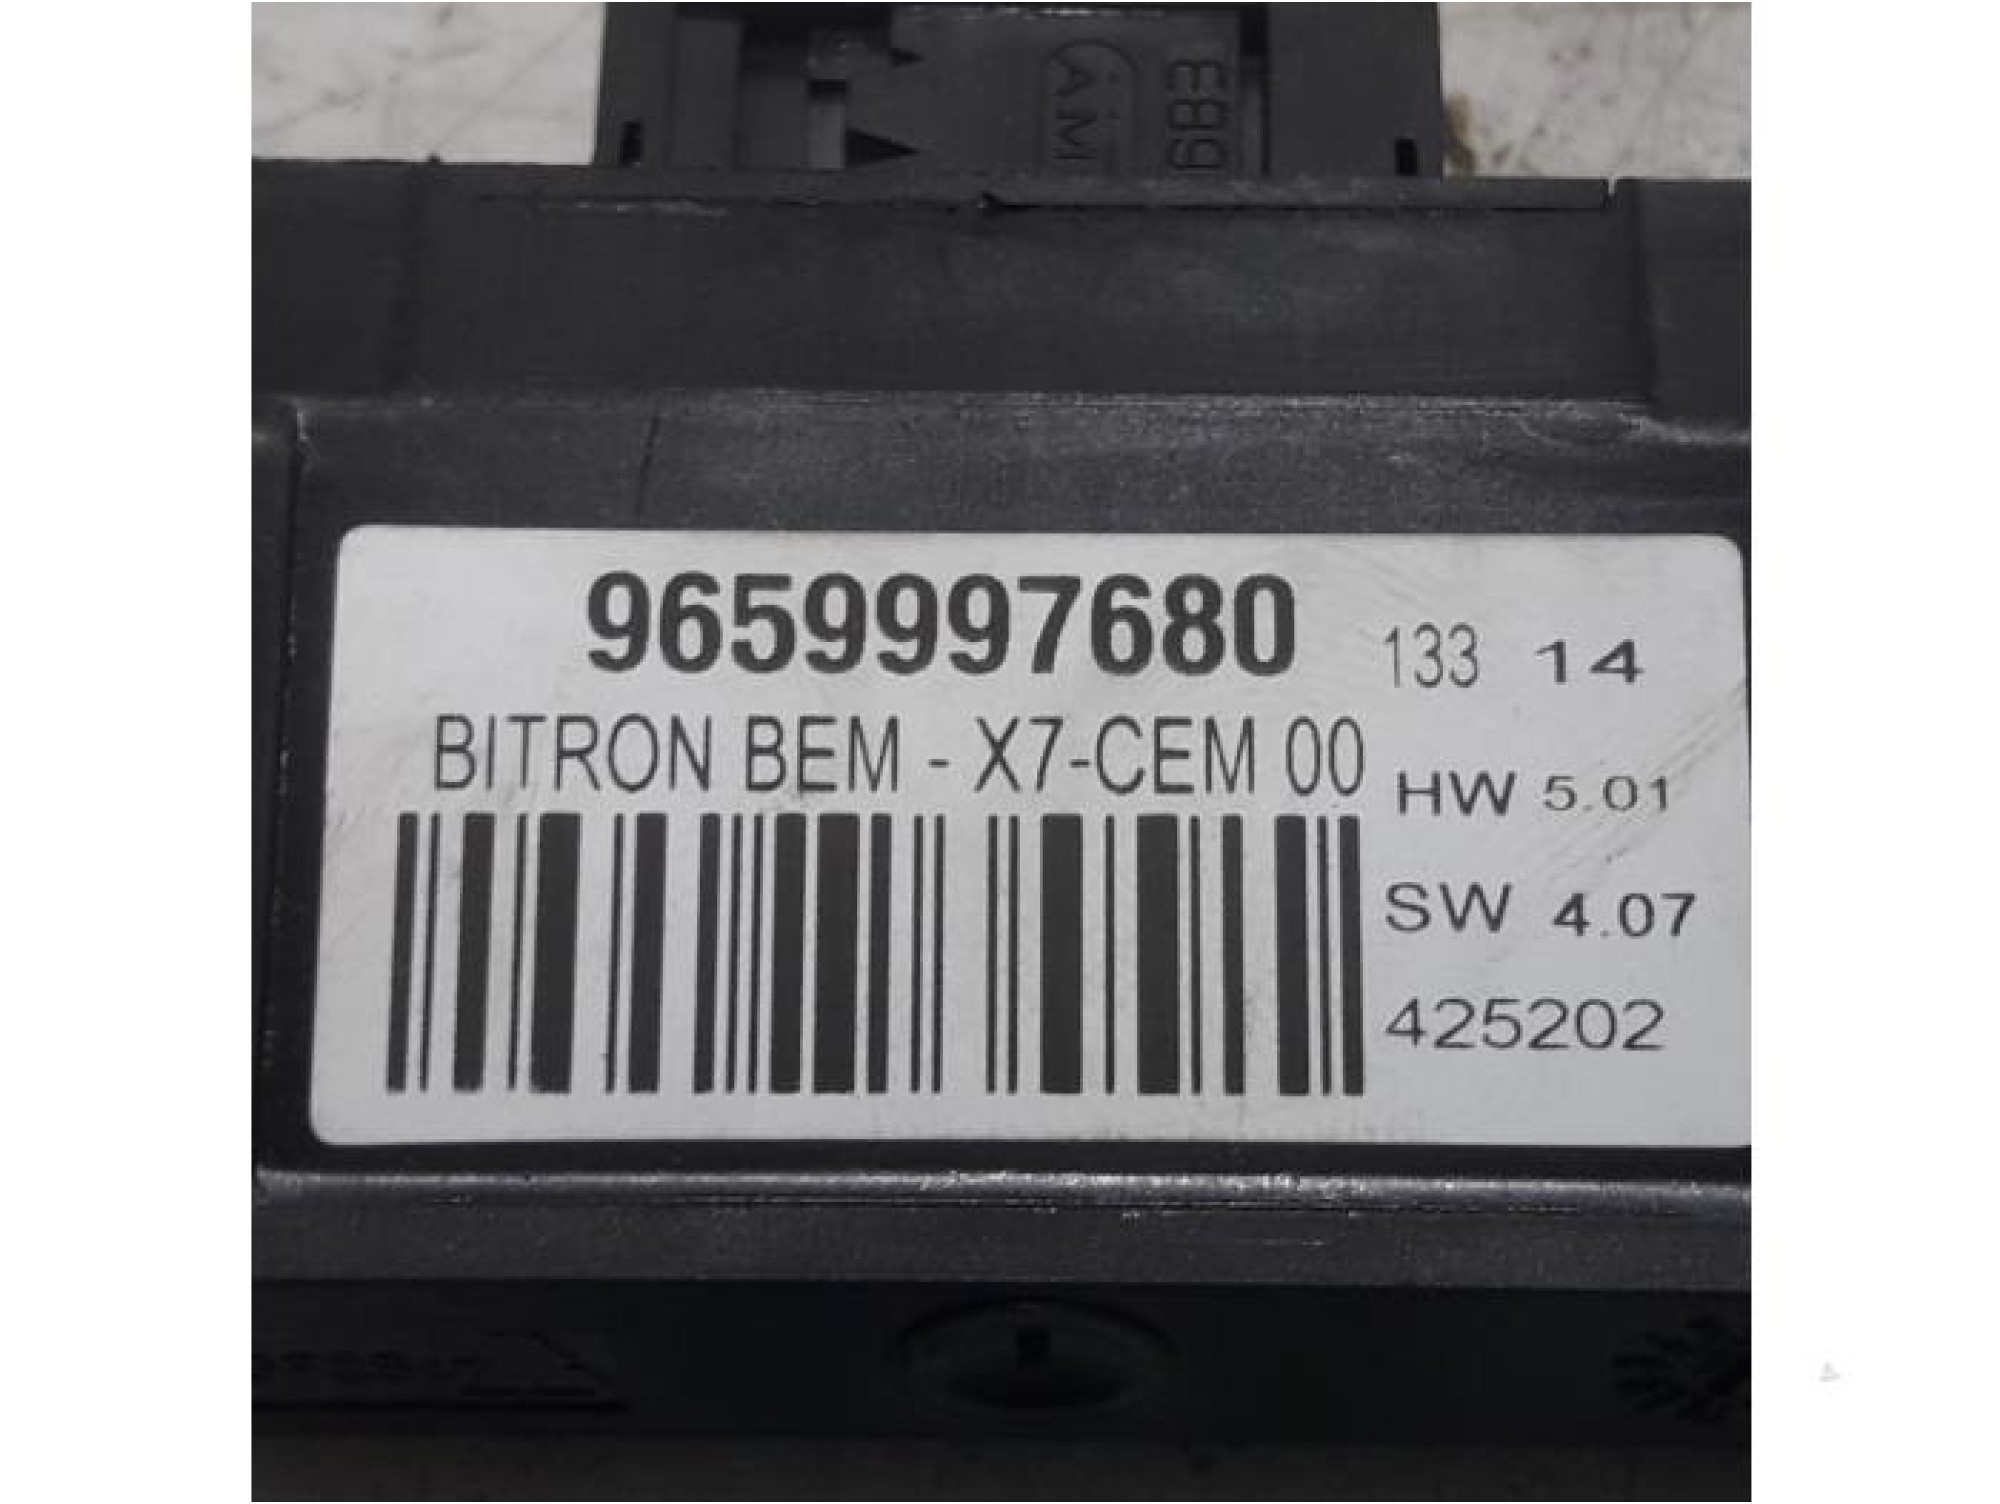 9659997680
133 14
BITRON BEM - X7-CEM 00
HW 5.01
SW 4.07
425202